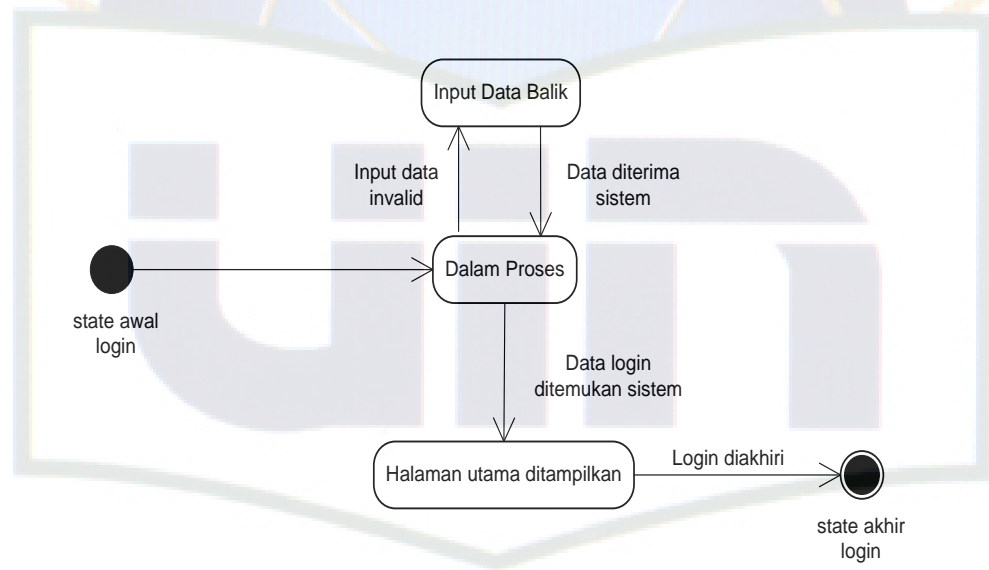 Input Data Balik
Input data
invalid
Data diterima
sistem
Dalam Proses
state awal
login
Data login
ditemukan sistem
Halaman utama ditampilkan
Login diakhiri
state akhir
login
uin